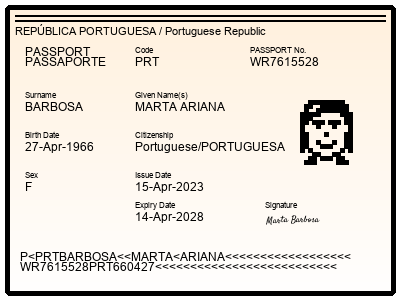 REPÚBLICA PORTUGUESA / Portuguese Republic
PASSPORT
PASSAPORTE
Code
PRT
PASSPORT No.
WR7615528
Surname
BARBOSA
Given Name(s)
MARTA ARIANA
Birth Date
27-Apr-1966
Citizenship
Portuguese/PORTUGUESA
Sex
F
Issue Date
15-Apr-2023
Expiry Date
14-Apr-2028
Signature
Marta Barbosa
P<PRTBARBOSA<<MARTA<ARIANA<<<<<<<<<<<<<<<<<<
WR7615528PRT660427<<<<<<<<<<<<<<<<<<<<<<<<<<